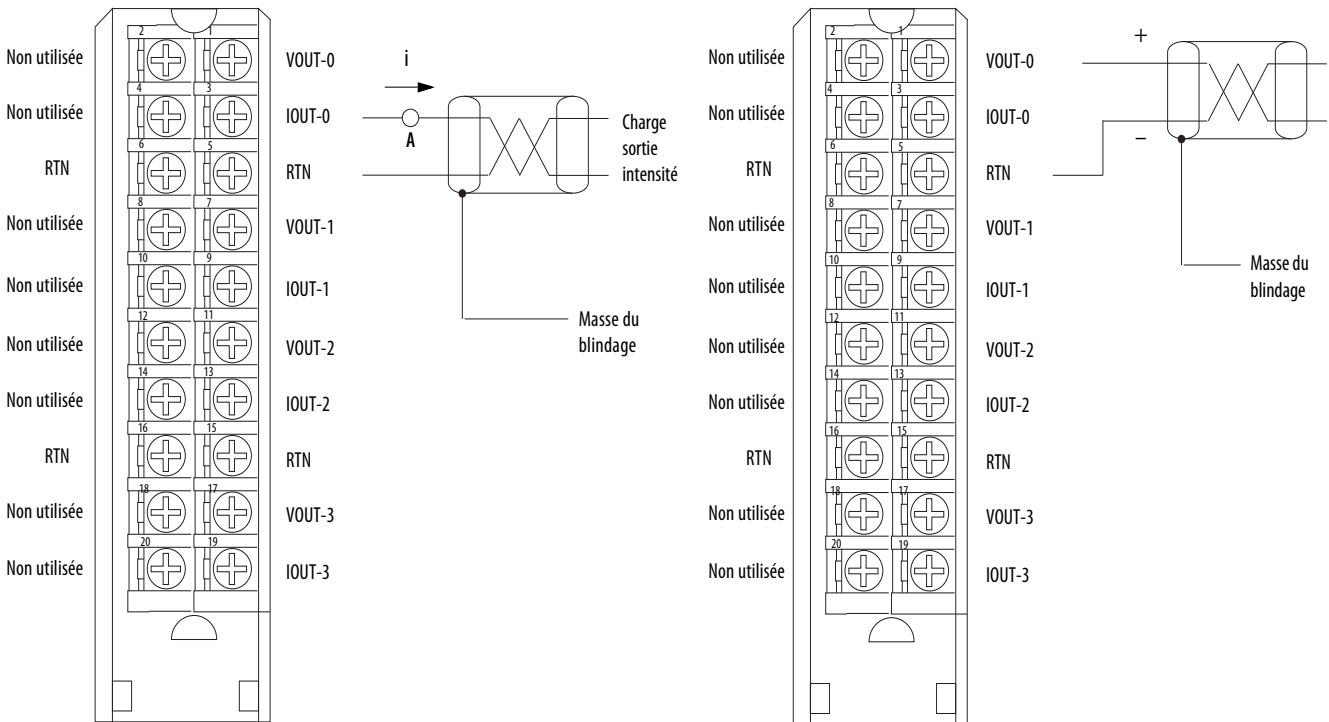 2 1
Non utilisée VOUT-0
4 3
Non utilisée IOUT-0
6 5
RTN RTN
8 7
Non utilisée VOUT-1
10 9
Non utilisée IOUT-1
12 11
Non utilisée VOUT-2
14 13
Non utilisée IOUT-2
16 15
RTN RTN
18 17
Non utilisée VOUT-3
20 19
Non utilisée IOUT-3
i
A
Charge
sortie
intensité
Masse du
blindage
2 1
Non utilisée VOUT-0
4 3
Non utilisée IOUT-0
6 5
RTN RTN
8 7
Non utilisée VOUT-1
10 9
Non utilisée IOUT-1
12 11
Non utilisée VOUT-2
14 13
Non utilisée IOUT-2
16 15
RTN RTN
18 17
Non utilisée VOUT-3
20 19
Non utilisée IOUT-3
+
–
Masse du
blindage